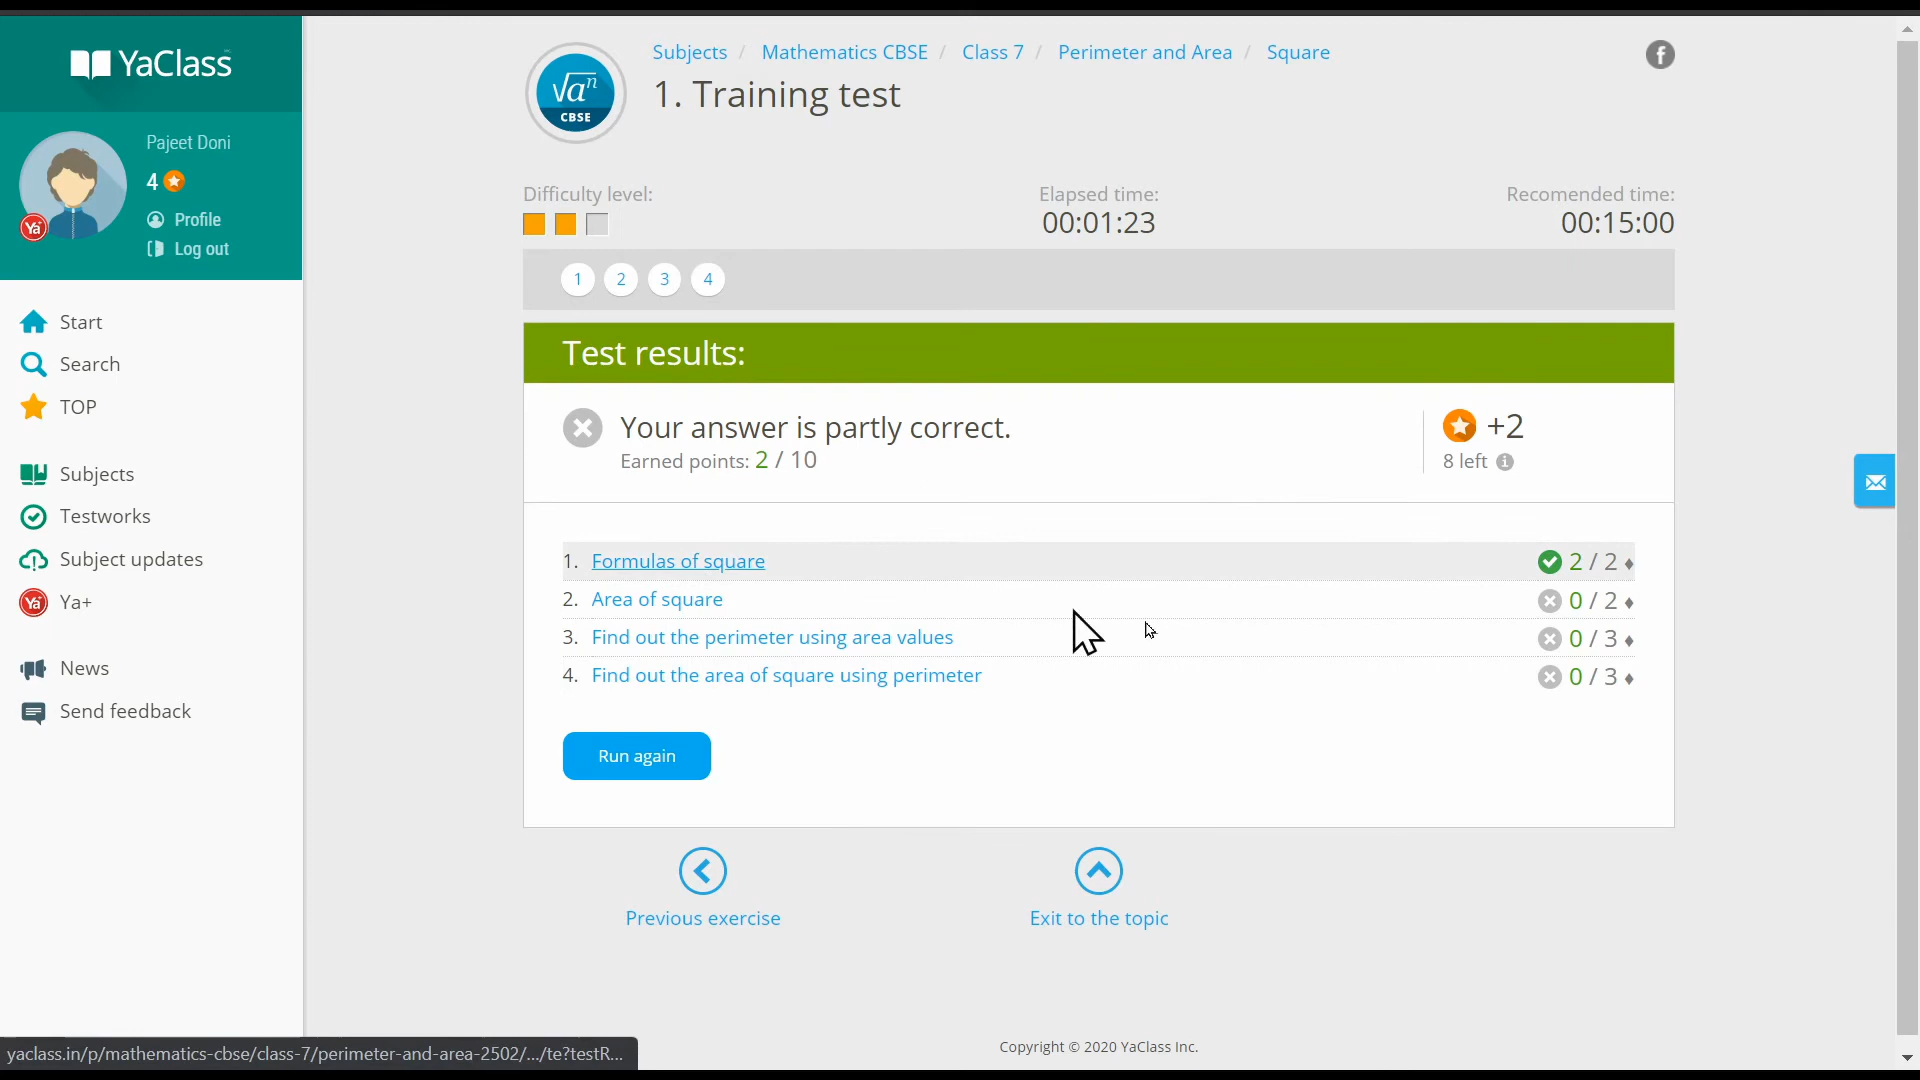 YaClass
Pajeet Doni
4
Profile
Log out
Ya
Start
Search
TOP
Subjects
Testworks
Subject updates
Ya Ya+
News
Send feedback
√aⁿ
CBSE
Subjects / Mathematics CBSE / Class 7 / Perimeter and Area / Square
1. Training test
f
Difficulty level:
Elapsed time:
00:01:23
Recomended time:
00:15:00
1 2 3 4
Test results:
Your answer is partly correct.
Earned points: 2 / 10
+2
8 left i
1. Formulas of square 2 / 2
2. Area of square 0 / 2
3. Find out the perimeter using area values 0 / 3
4. Find out the area of square using perimeter 0 / 3
Run again
Previous exercise
Exit to the topic
Copyright © 2020 YaClass Inc.
yaclass.in/p/mathematics-cbse/class-7/perimeter-and-area-2502/.../te?testR...